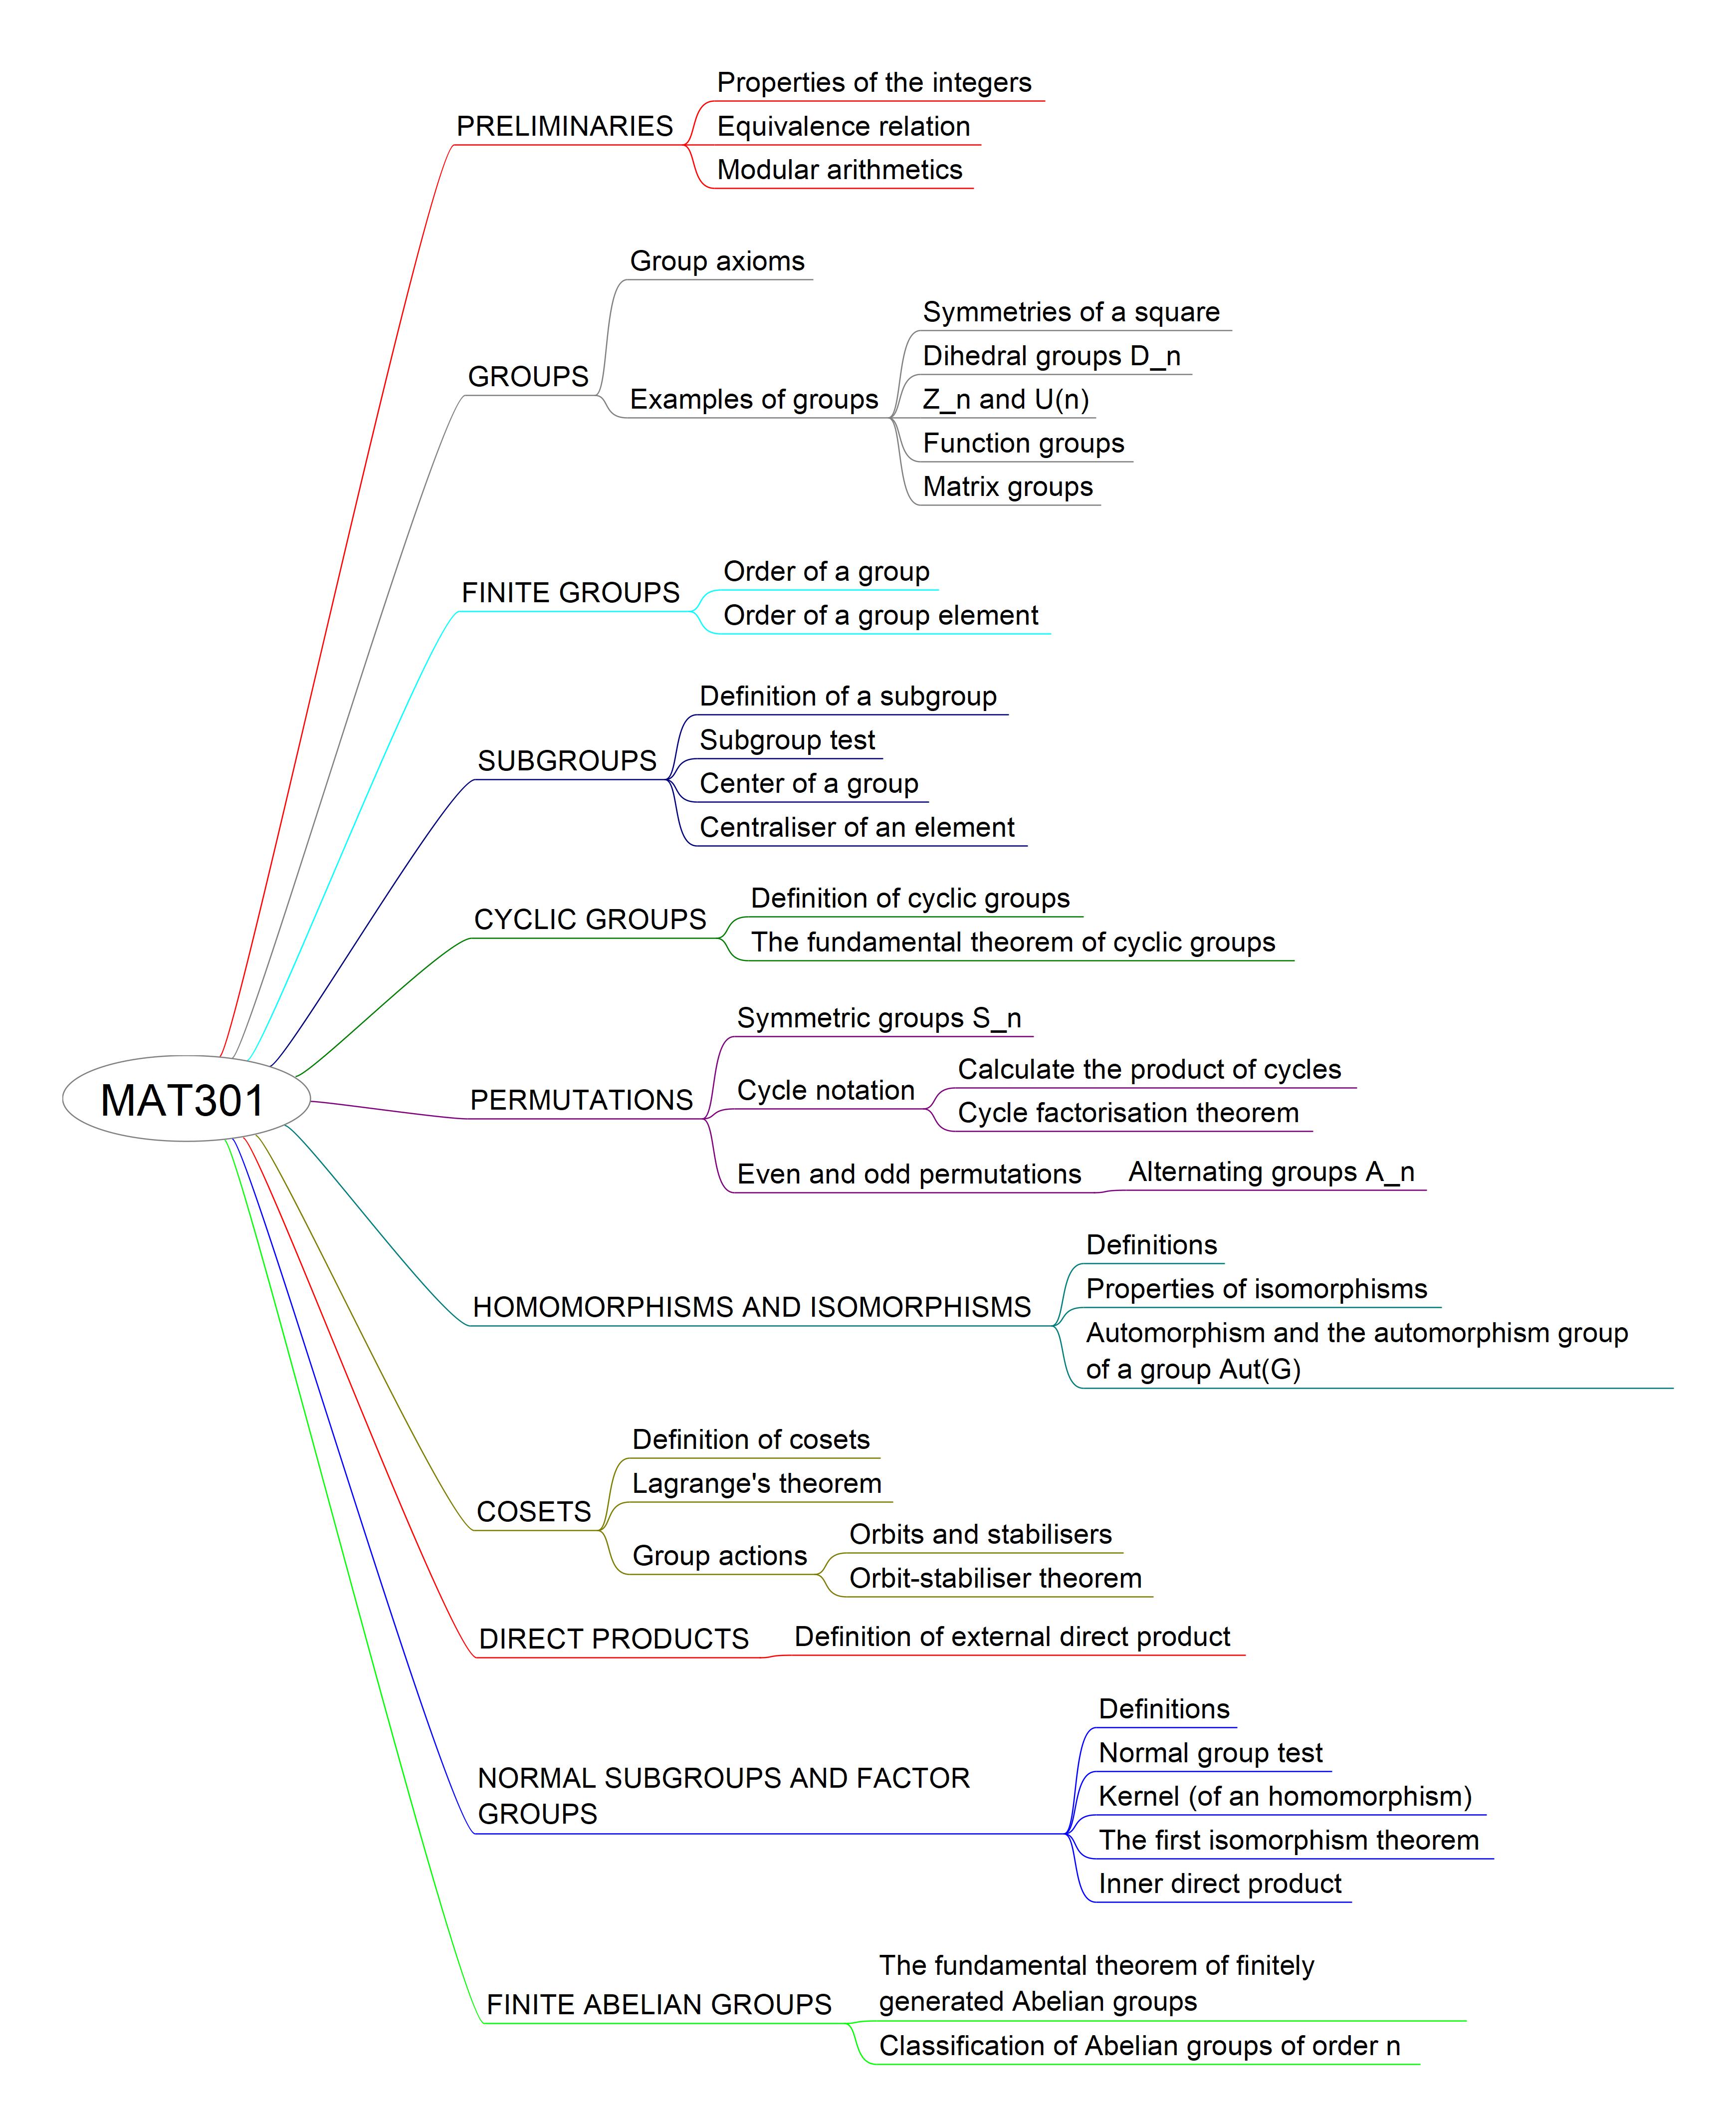 Properties of the integers
PRELIMINARIES
Equivalence relation
Modular arithmetics
Group axioms
GROUPS
Examples of groups
Symmetries of a square
Dihedral groups D_n
Z_n and U(n)
Function groups
Matrix groups
FINITE GROUPS
Order of a group
Order of a group element
SUBGROUPS
Definition of a subgroup
Subgroup test
Center of a group
Centraliser of an element
CYCLIC GROUPS
Definition of cyclic groups
The fundamental theorem of cyclic groups
MAT301
PERMUTATIONS
Symmetric groups S_n
Cycle notation
Calculate the product of cycles
Cycle factorisation theorem
Even and odd permutations
Alternating groups A_n
HOMOMORPHISMS AND ISOMORPHISMS
Definitions
Properties of isomorphisms
Automorphism and the automorphism group
of a group Aut(G)
COSETS
Definition of cosets
Lagrange's theorem
Group actions
Orbits and stabilisers
Orbit-stabiliser theorem
DIRECT PRODUCTS
Definition of external direct product
NORMAL SUBGROUPS AND FACTOR
GROUPS
Definitions
Normal group test
Kernel (of an homomorphism)
The first isomorphism theorem
Inner direct product
FINITE ABELIAN GROUPS
The fundamental theorem of finitely
generated Abelian groups
Classification of Abelian groups of order n